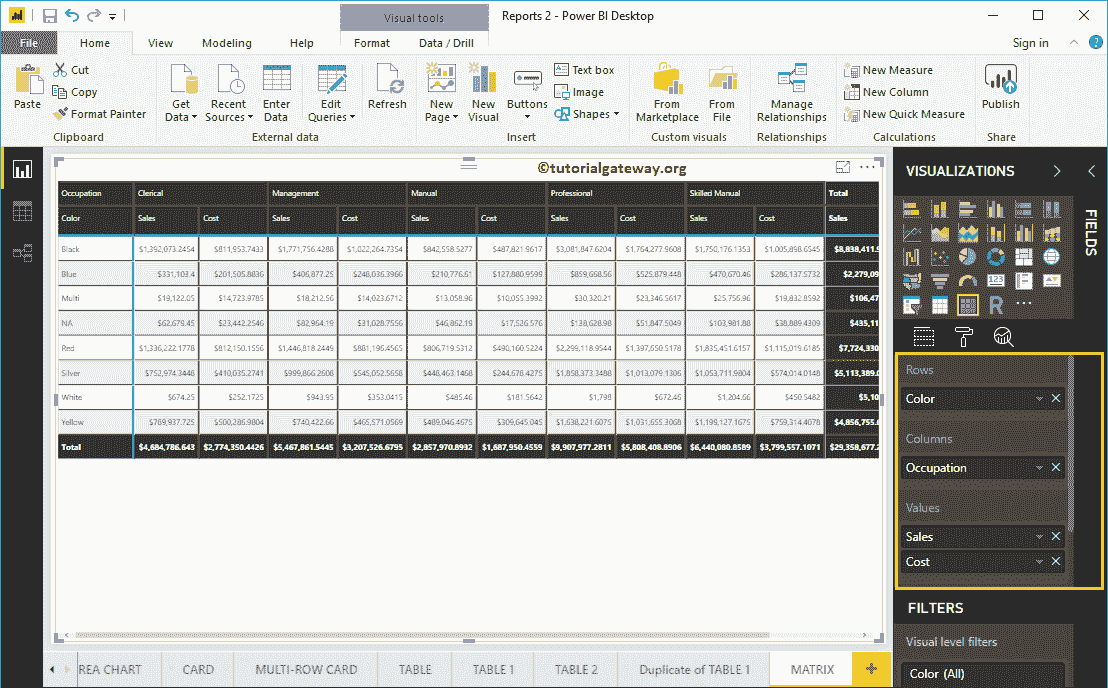 Visual tools
Reports 2 - Power BI Desktop
File Home View Modeling Help Format Data / Drill Sign in
Paste
Cut
Copy
Format Painter
Clipboard
Get Data
Recent Sources
Enter Data
Edit Queries
External data
Refresh
New Page
New Visual
Buttons
Text box
Image
Shapes
Insert
From Marketplace
From File
Custom visuals
Manage Relationships
Relationships
New Measure
New Column
New Quick Measure
Calculations
Publish
Share
©tutorialgateway.org
Occupation Clerical Management Manual Professional Skilled Manual Total
Color Sales Cost Sales Cost Sales Cost Sales Cost Sales Cost Sales
Black $1,392,073.2454 $811,953.7433 $1,771,756.4288 $1,022,264.7354 $842,558.5277 $487,821.9617 $3,081,847.6204 $1,764,277.9608 $1,750,176.1353 $1,005,898.6545 $8,838,411.9
Blue $331,103.4 $201,505.8836 $406,877.25 $248,036.3966 $210,776.61 $127,880.9599 $859,668.56 $525,879.448 $470,670.46 $286,137.5732 $2,279,09
Multi $19,122.05 $14,723.9785 $18,212.56 $14,023.6712 $13,058.96 $10,055.3992 $30,320.21 $23,346.5617 $25,756.96 $19,832.8592 $106,47
NA $62,679.45 $23,442.2546 $82,964.19 $31,028.7556 $46,862.19 $17,526.576 $138,628.98 $51,847.5049 $103,981.88 $38,889.4309 $435,11
Red $1,336,222.1778 $812,150.1556 $1,446,818.2449 $881,196.4565 $806,719.5312 $490,160.5224 $2,299,118.9544 $1,397,650.5178 $1,835,451.6157 $1,115,019.6185 $7,724,330
Silver $752,974.3448 $410,035.2741 $999,866.2608 $545,052.5658 $448,463.1468 $244,678.4275 $1,858,373.3488 $1,013,079.1306 $1,053,711.9804 $574,014.0148 $5,113,389.0
White $674.25 $252.1725 $943.95 $353.0415 $485.46 $181.5642 $1,798 $672.46 $1,204.66 $450.5482 $5,10
Yellow $789,937.725 $500,286.9804 $740,422.66 $465,571.0569 $489,046.4575 $309,645.045 $1,638,221.6075 $1,031,655.3068 $1,199,127.1675 $759,314.4078 $4,856,755.6
Total $4,684,786.643 $2,774,350.4426 $5,467,861.5445 $3,207,526.6795 $2,857,970.8932 $1,687,950.4559 $9,907,977.2811 $5,808,408.8906 $6,440,080.8589 $3,799,557.1071 $29,358,677.2
VISUALIZATIONS
FIELDS
Rows
Color
Columns
Occupation
Values
Sales
Cost
FILTERS
Visual level filters
Color (All)
REA CHART CARD MULTI-ROW CARD TABLE TABLE 1 TABLE 2 Duplicate of TABLE 1 MATRIX